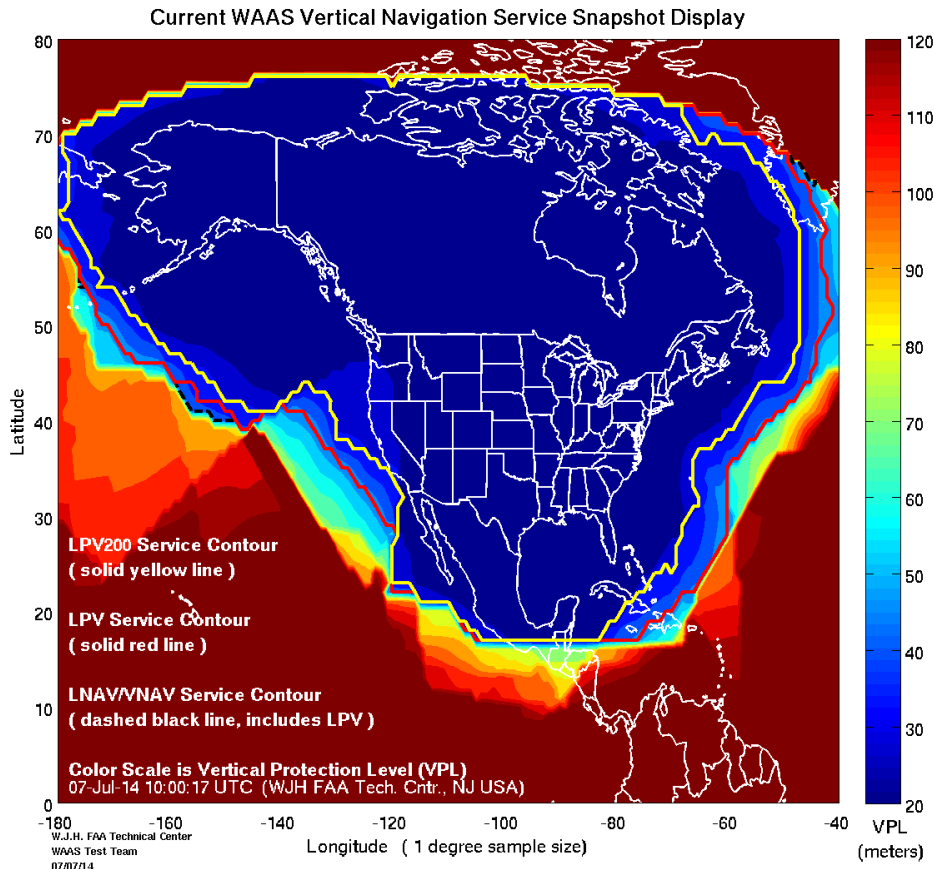 Current WAAS Vertical Navigation Service Snapshot Display
80
70
60
50
40
30
20
10
0
Latitude
LPV200 Service Contour
( solid yellow line )
LPV Service Contour
( solid red line )
LNAV/VNAV Service Contour
( dashed black line, includes LPV )
Color Scale is Vertical Protection Level (VPL)
07-Jul-14 10:00:17 UTC (WJH FAA Tech. Cntr., NJ USA)
-180 -160 -140 -120 -100 -80 -60 -40
Longitude ( 1 degree sample size)
W.J.H. FAA Technical Center
WAAS Test Team
07/07/14
120
110
100
90
80
70
60
50
40
30
20
VPL
(meters)